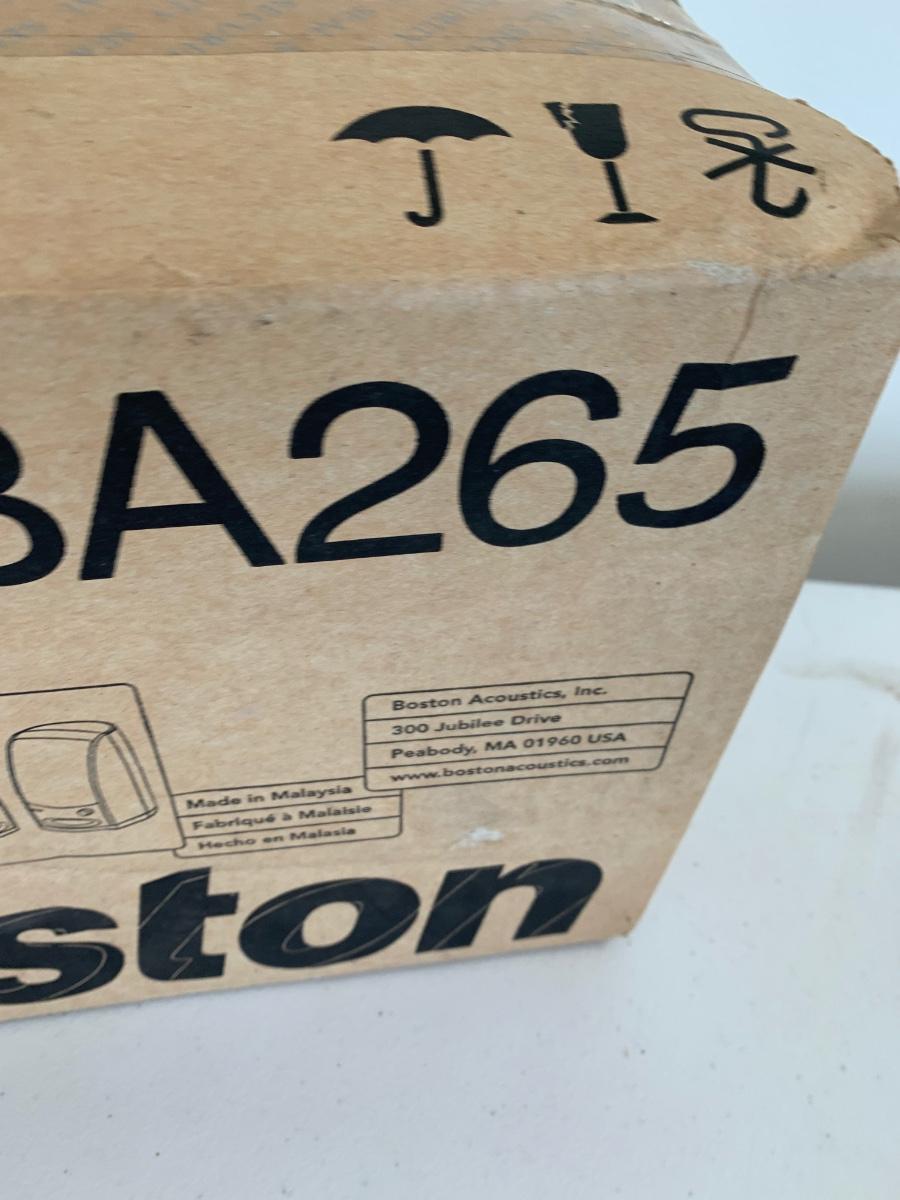 SECURITY
BA265
Boston Acoustics, Inc.
300 Jubilee Drive
Peabody, MA 01960 USA
www.bostonacoustics.com
Made in Malaysia
Fabriqué à Malaisie
Hecho en Malasia
ston